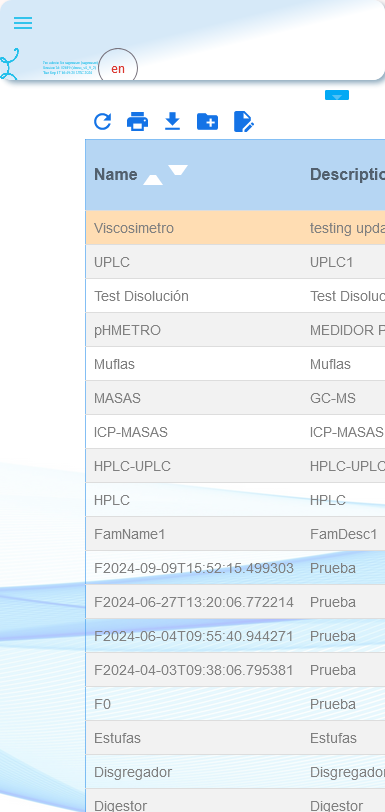 en
Name
Descriptio
Viscosimetro
testing upda
UPLC
UPLC1
Test Disolución
Test Disoluc
pHMETRO
MEDIDOR P
Muflas
Muflas
MASAS
GC-MS
ICP-MASAS
ICP-MASAS
HPLC-UPLC
HPLC-UPLC
HPLC
HPLC
FamName1
FamDesc1
F2024-09-09T15:52:15.499303
Prueba
F2024-06-27T13:20:06.772214
Prueba
F2024-06-04T09:55:40.944271
Prueba
F2024-04-03T09:38:06.795381
Prueba
F0
Prueba
Estufas
Estufas
Disgregador
Disgregador
Digestor
Digestor